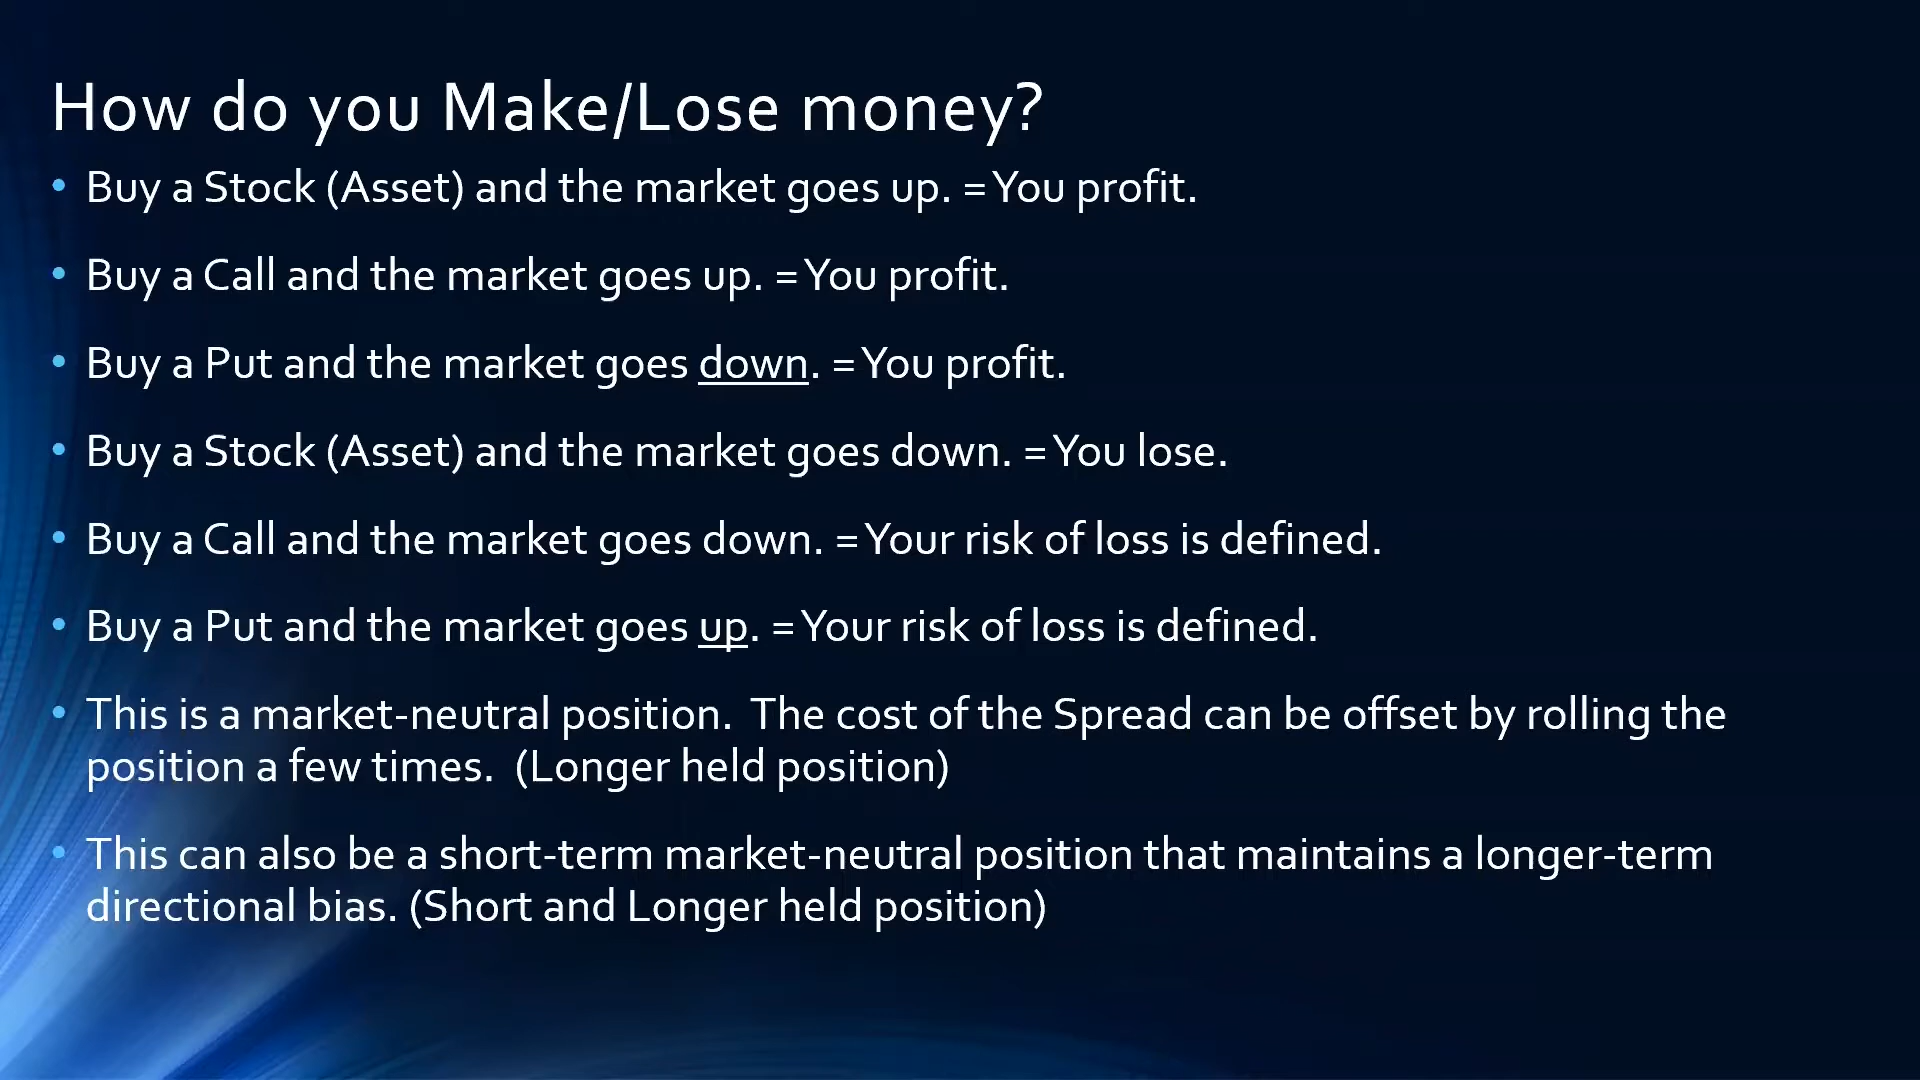 How do you Make/Lose money?
• Buy a Stock (Asset) and the market goes up. = You profit.
• Buy a Call and the market goes up. = You profit.
• Buy a Put and the market goes down. = You profit.
• Buy a Stock (Asset) and the market goes down. = You lose.
• Buy a Call and the market goes down. = Your risk of loss is defined.
• Buy a Put and the market goes up. = Your risk of loss is defined.
• This is a market-neutral position.  The cost of the Spread can be offset by rolling the
position a few times.  (Longer held position)
• This can also be a short-term market-neutral position that maintains a longer-term
directional bias. (Short and Longer held position)